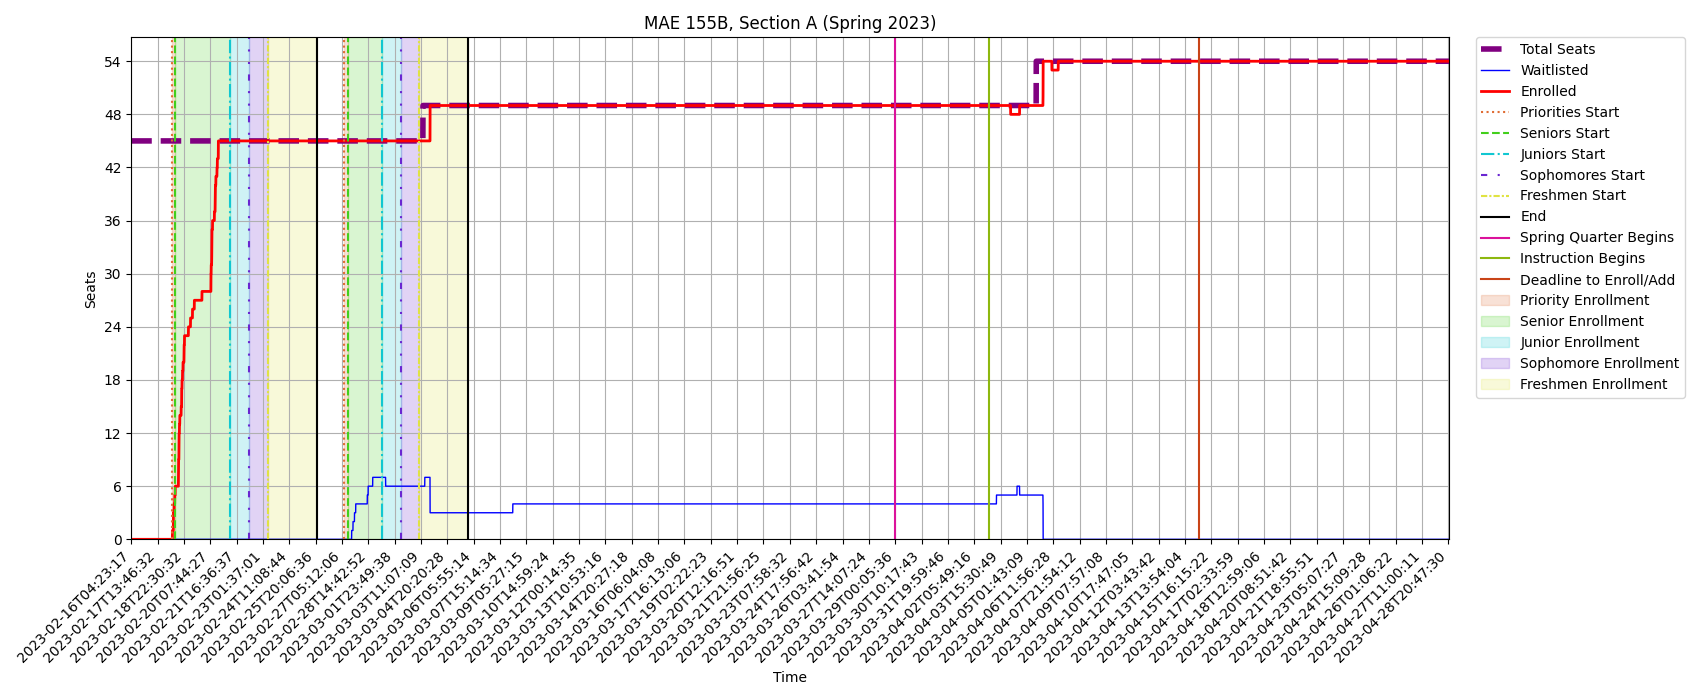 MAE 155B, Section A (Spring 2023)
Seats
54
48
42
36
30
24
18
12
6
0
2023-02-16T04:23:17
2023-02-17T13:46:32
2023-02-18T22:30:32
2023-02-20T07:44:27
2023-02-21T16:36:37
2023-02-23T01:37:01
2023-02-24T11:08:44
2023-02-25T20:06:36
2023-02-27T05:12:06
2023-02-28T14:42:52
2023-03-01T23:49:38
2023-03-03T11:07:09
2023-03-04T20:20:28
2023-03-06T05:55:14
2023-03-07T15:14:34
2023-03-09T05:27:15
2023-03-10T14:59:24
2023-03-12T00:14:35
2023-03-13T10:53:16
2023-03-14T20:27:18
2023-03-16T06:04:08
2023-03-17T16:13:06
2023-03-19T02:22:23
2023-03-20T12:16:51
2023-03-21T21:56:25
2023-03-23T07:58:32
2023-03-24T17:56:42
2023-03-26T03:41:54
2023-03-27T14:07:24
2023-03-29T00:05:36
2023-03-30T10:17:43
2023-03-31T19:59:46
2023-04-02T05:49:16
2023-04-03T15:30:49
2023-04-05T01:43:09
2023-04-06T11:56:28
2023-04-07T21:54:12
2023-04-09T07:57:08
2023-04-10T17:47:05
2023-04-12T03:43:42
2023-04-13T13:54:04
2023-04-15T16:15:22
2023-04-17T02:33:59
2023-04-18T12:59:06
2023-04-20T08:51:42
2023-04-21T18:55:51
2023-04-23T05:07:27
2023-04-24T15:09:28
2023-04-26T01:06:22
2023-04-27T11:00:11
2023-04-28T20:47:30
Time
Total Seats
Waitlisted
Enrolled
Priorities Start
Seniors Start
Juniors Start
Sophomores Start
Freshmen Start
End
Spring Quarter Begins
Instruction Begins
Deadline to Enroll/Add
Priority Enrollment
Senior Enrollment
Junior Enrollment
Sophomore Enrollment
Freshmen Enrollment